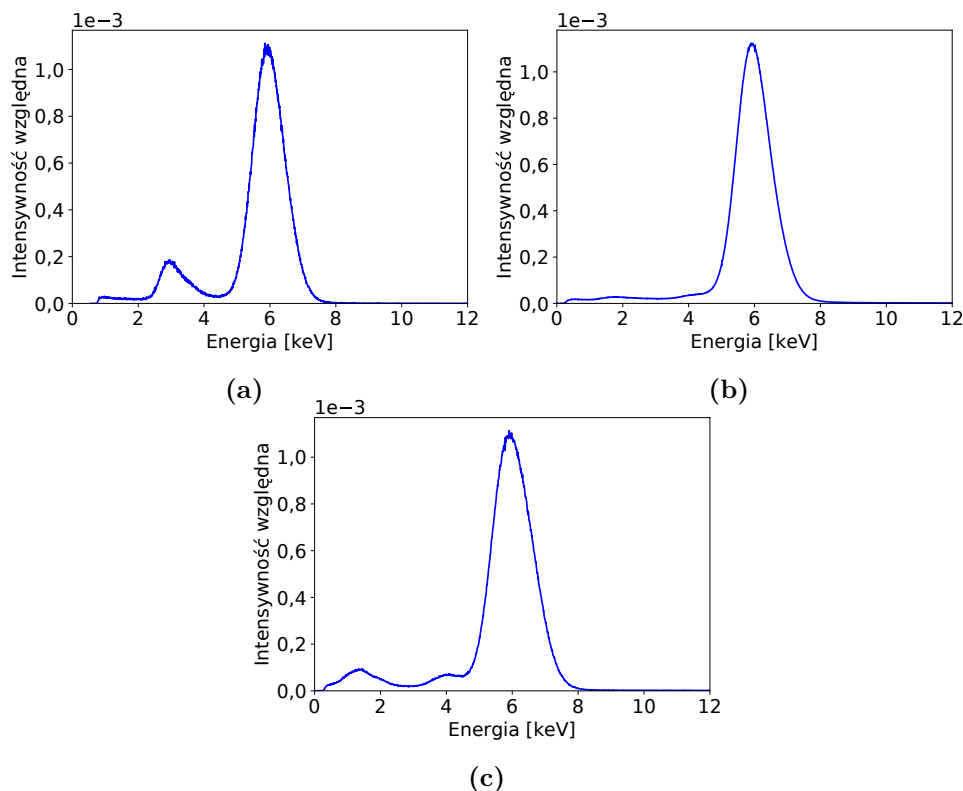 1e−3
1,0
0,8
0,6
0,4
0,2
0,0
Intensywność względna
0 2 4 6 8 10 12
Energia [keV]
(a)
1e−3
1,0
0,8
0,6
0,4
0,2
0,0
Intensywność względna
0 2 4 6 8 10 12
Energia [keV]
(b)
1e−3
1,0
0,8
0,6
0,4
0,2
0,0
Intensywność względna
0 2 4 6 8 10 12
Energia [keV]
(c)